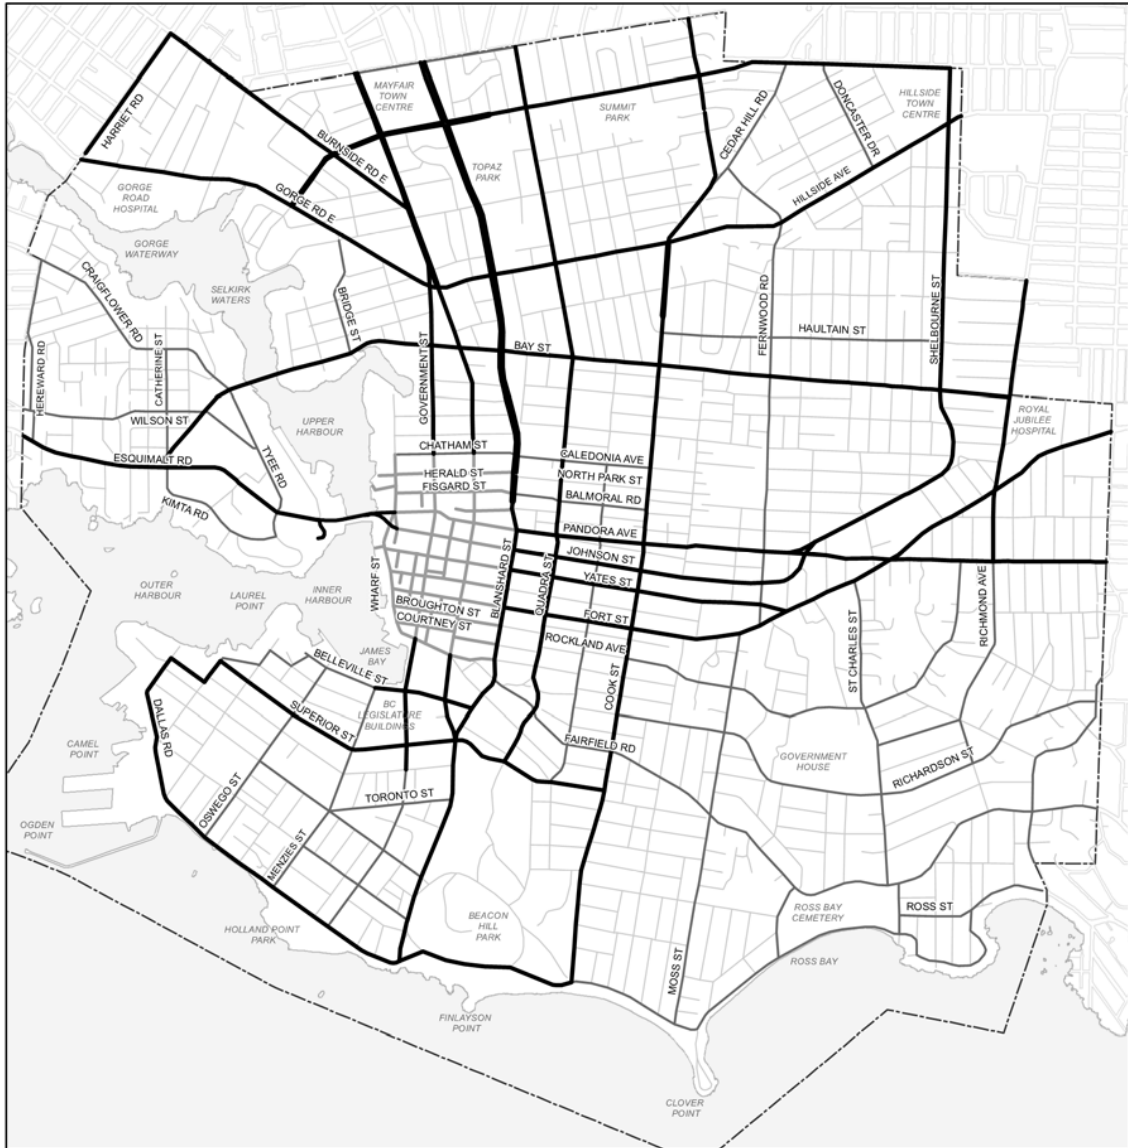 HARRIET RD
MAYFAIR
TOWN
CENTRE
SUMMIT
PARK
CEDAR HILL RD
DONCASTER DR
HILLSIDE
TOWN
CENTRE
BURNSIDE RD E
TOPAZ
PARK
GORGE
ROAD
HOSPITAL
GORGE RD E
HILLSIDE AVE
GORGE
WATERWAY
SELKIRK
WATERS
CRAIGFLOWER RD
BRIDGE ST
FERNWOOD RD
HAULTAIN ST
SHELBOURNE ST
HEREWARD RD
CATHERINE ST
GOVERNMENT ST
BAY ST
WILSON ST
UPPER
HARBOUR
ROYAL
JUBILEE
HOSPITAL
ESQUIMALT RD
TYEE RD
CHATHAM ST
CALEDONIA AVE
HERALD ST
NORTH PARK ST
FISGARD ST
BALMORAL RD
KIMTA RD
PANDORA AVE
JOHNSON ST
YATES ST
OUTER
HARBOUR
LAUREL
POINT
INNER
HARBOUR
WHARF ST
BLANSHARD ST
QUADRA ST
BROUGHTON ST
COURTNEY ST
FORT ST
ROCKLAND AVE
ST CHARLES ST
RICHMOND AVE
JAMES
BAY
BELLEVILLE ST
COOK ST
BC
LEGISLATURE
BUILDINGS
SUPERIOR ST
DALLAS RD
CAMEL
POINT
FAIRFIELD RD
GOVERNMENT
HOUSE
RICHARDSON ST
OSWEGO ST
TORONTO ST
OGDEN
POINT
MENZIES ST
HOLLAND POINT
PARK
BEACON
HILL
PARK
ROSS BAY
CEMETERY
ROSS ST
MOSS ST
ROSS BAY
FINLAYSON
POINT
CLOVER
POINT